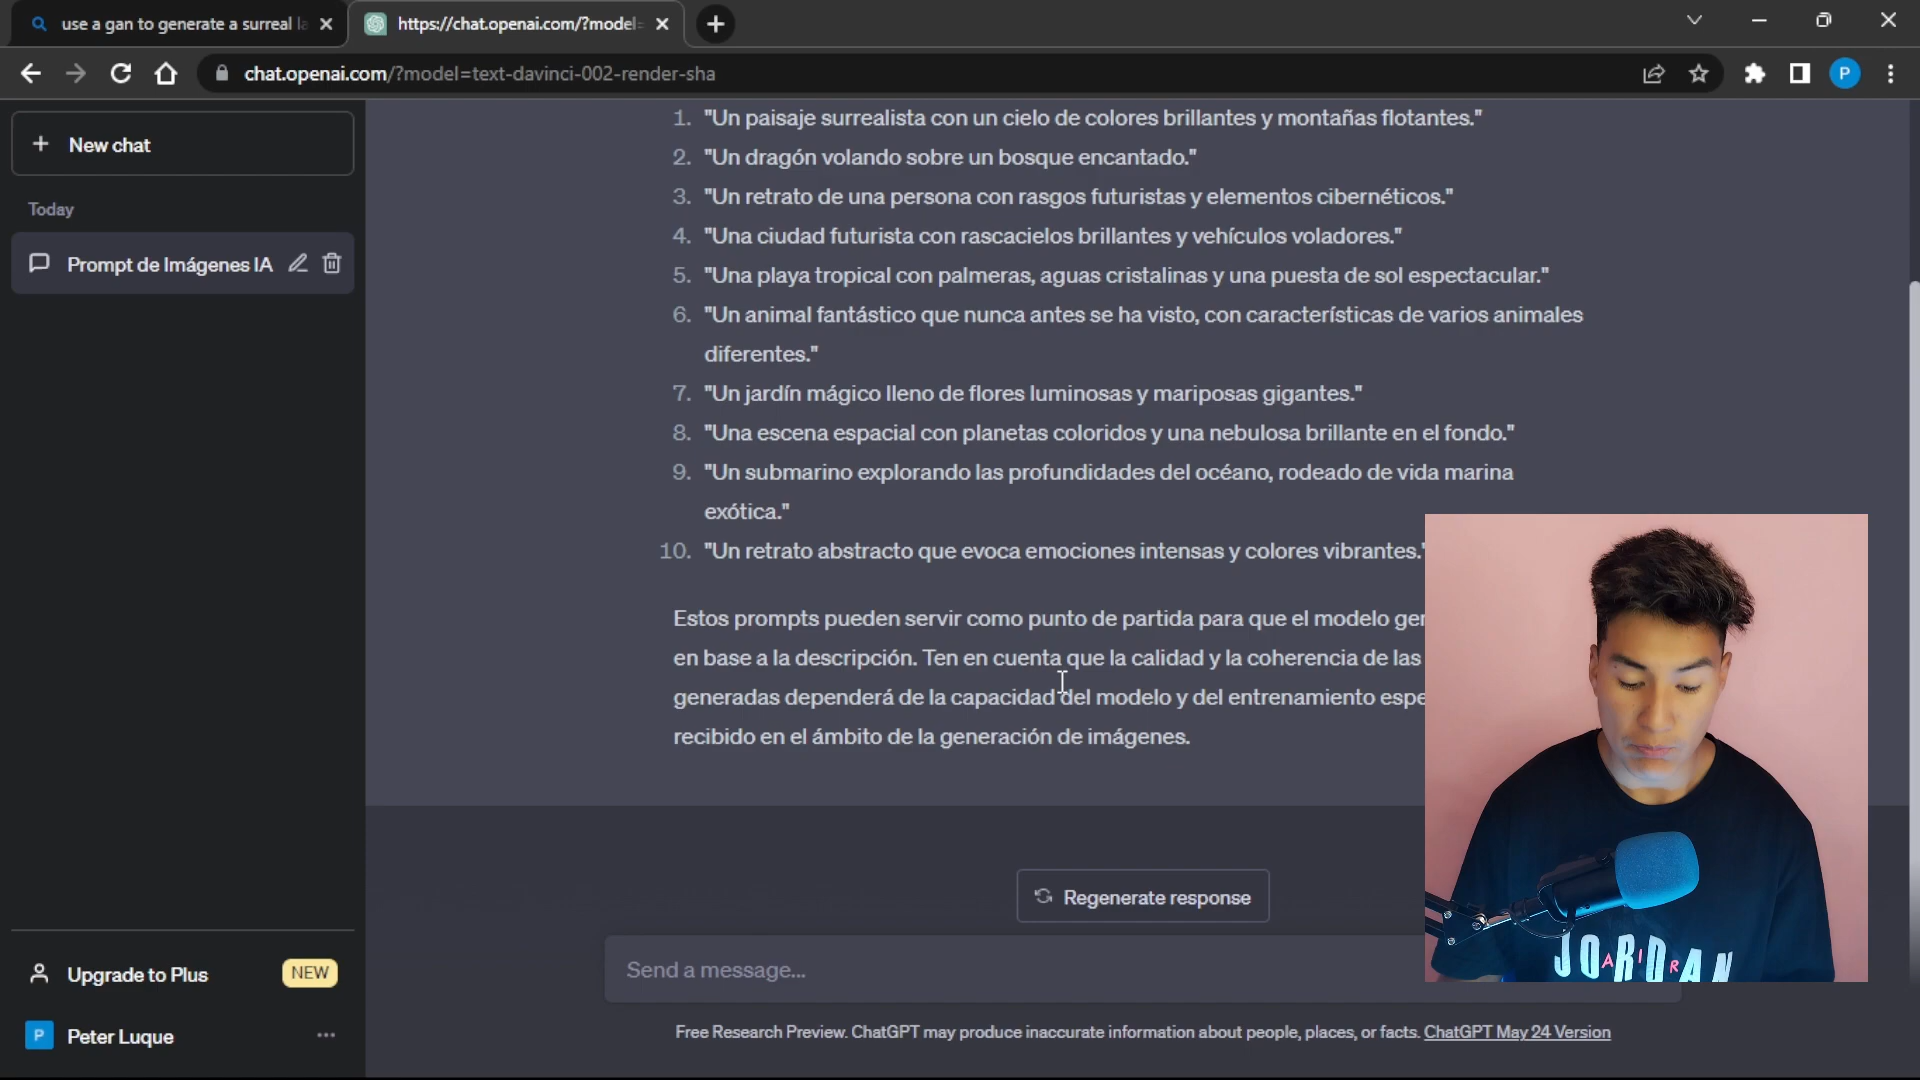 use a gan to generate a surreal la
https://chat.openai.com/?model=
chat.openai.com/?model=text-davinci-002-render-sha
P
New chat
Today
Prompt de Imágenes IA
1. "Un paisaje surrealista con un cielo de colores brillantes y montañas flotantes."
2. "Un dragón volando sobre un bosque encantado."
3. "Un retrato de una persona con rasgos futuristas y elementos cibernéticos."
4. "Una ciudad futurista con rascacielos brillantes y vehículos voladores."
5. "Una playa tropical con palmeras, aguas cristalinas y una puesta de sol espectacular."
6. "Un animal fantástico que nunca antes se ha visto, con características de varios animales
diferentes."
7. "Un jardín mágico lleno de flores luminosas y mariposas gigantes."
8. "Una escena espacial con planetas coloridos y una nebulosa brillante en el fondo."
9. "Un submarino explorando las profundidades del océano, rodeado de vida marina
exótica."
10. "Un retrato abstracto que evoca emociones intensas y colores vibrantes."
Estos prompts pueden servir como punto de partida para que el modelo ger
en base a la descripción. Ten en cuenta que la calidad y la coherencia de las
generadas dependerá de la capacidad del modelo y del entrenamiento espe
recibido en el ámbito de la generación de imágenes.
Regenerate response
Send a message...
Free Research Preview. ChatGPT may produce inaccurate information about people, places, or facts. ChatGPT May 24 Version
Upgrade to Plus NEW
P Peter Luque
JORDAN
AIR